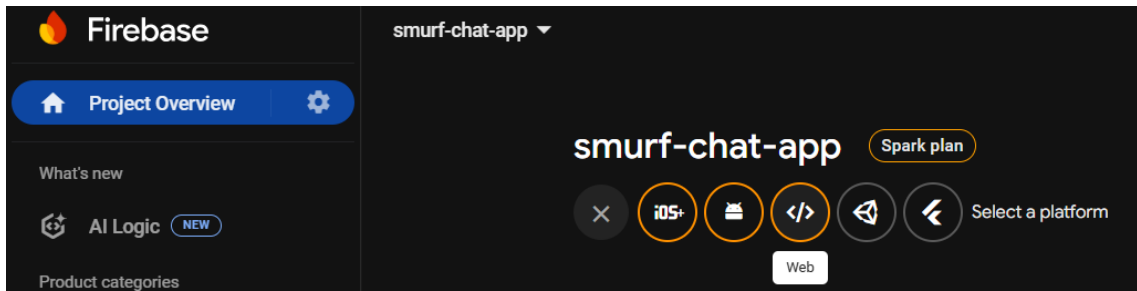 Firebase
smurf-chat-app
Project Overview
smurf-chat-app
Spark plan
What's new
iOS+
</>
Select a platform
AI Logic
NEW
Web
Product categories